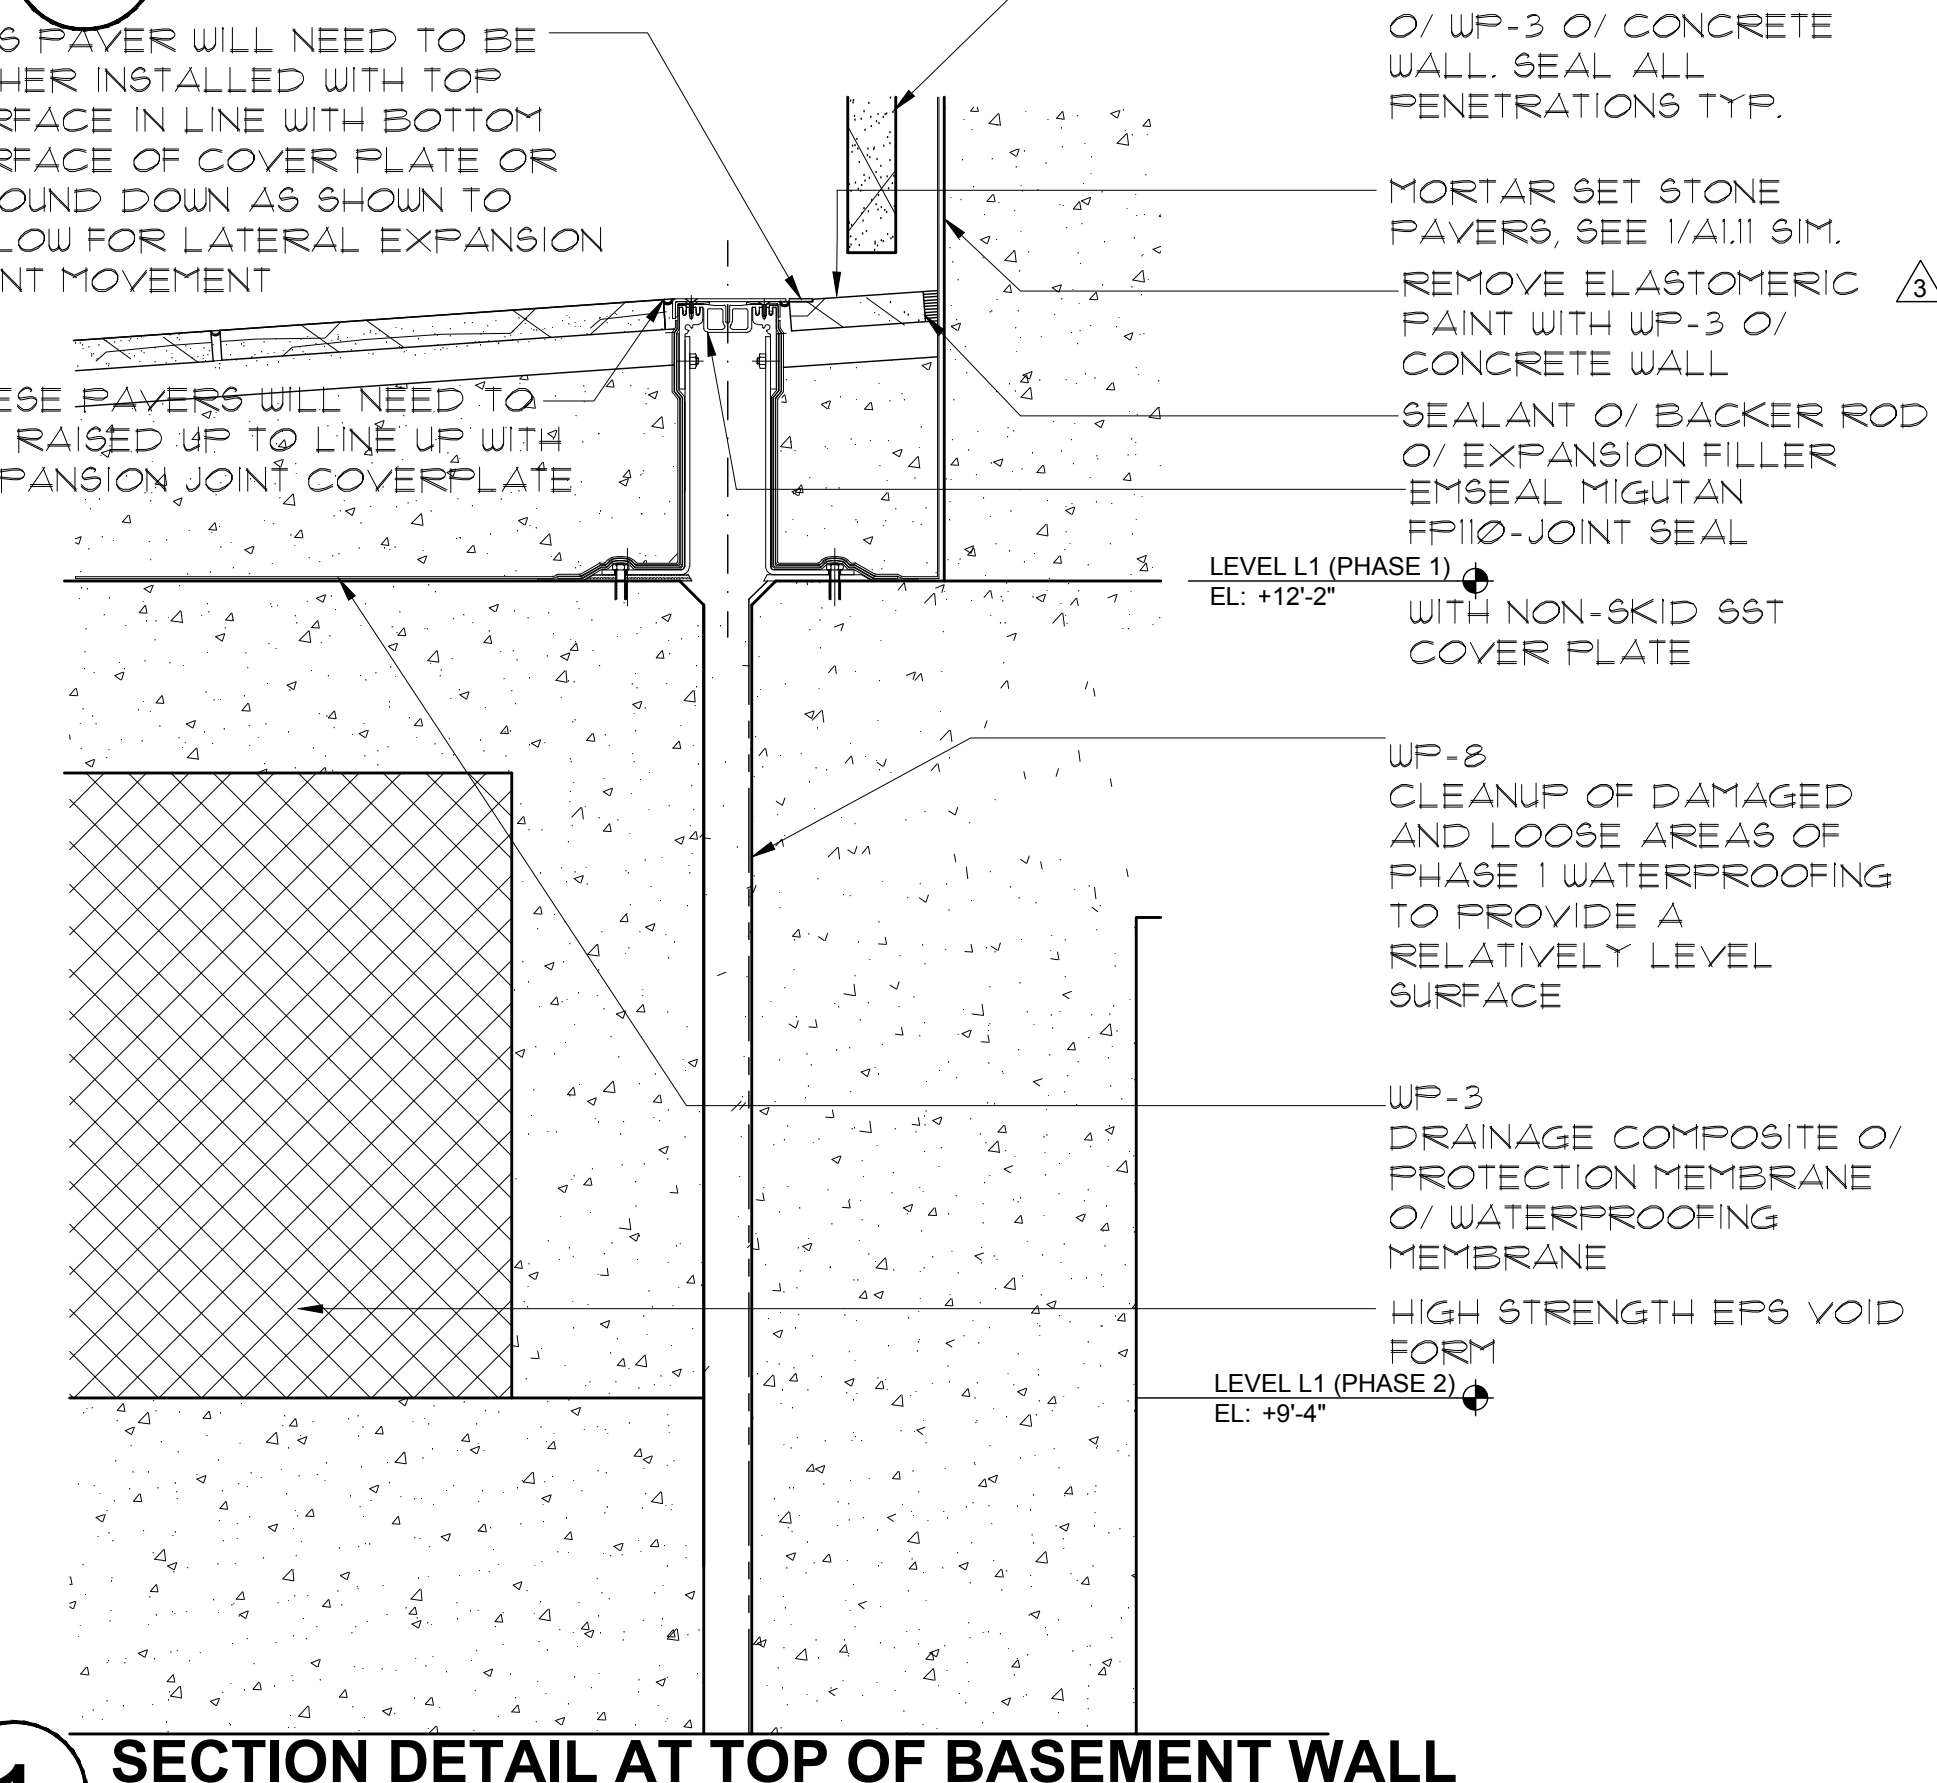 S PAVER WILL NEED TO BE
HER INSTALLED WITH TOP
RFACE IN LINE WITH BOTTOM
RFACE OF COVER PLATE OR
OUND DOWN AS SHOWN TO
LOW FOR LATERAL EXPANSION
NT MOVEMENT
ESE PAVERS WILL NEED TO
RAISED UP TO LINE UP WITH
PANSION JOINT COVERPLATE
O/ WP-3 O/ CONCRETE
WALL. SEAL ALL
PENETRATIONS TYP.
MORTAR SET STONE
PAVERS, SEE 1/A1.11 SIM.
REMOVE ELASTOMERIC
3
PAINT WITH WP-3 O/
CONCRETE WALL
SEALANT O/ BACKER ROD
O/ EXPANSION FILLER
EMSEAL MIGUTAN
FP110-JOINT SEAL
LEVEL L1 (PHASE 1)
EL: +12'-2"
WITH NON-SKID SST
COVER PLATE
WP-8
CLEANUP OF DAMAGED
AND LOOSE AREAS OF
PHASE 1 WATERPROOFING
TO PROVIDE A
RELATIVELY LEVEL
SURFACE
WP-3
DRAINAGE COMPOSITE O/
PROTECTION MEMBRANE
O/ WATERPROOFING
MEMBRANE
HIGH STRENGTH EPS VOID
FORM
LEVEL L1 (PHASE 2)
EL: +9'-4"
1
SECTION DETAIL AT TOP OF BASEMENT WALL